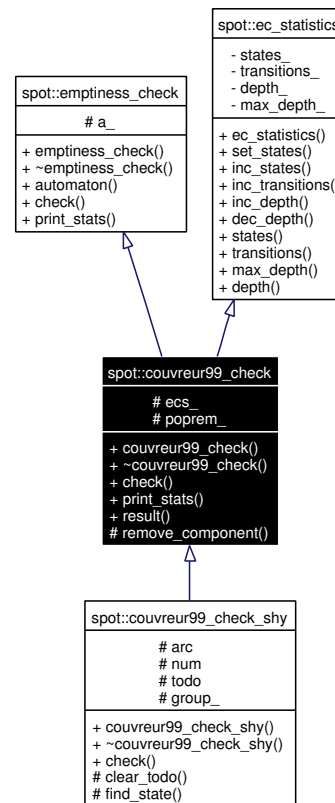 spot::ec_statistics
- states_
- transitions_
- depth_
- max_depth_
+ ec_statistics()
+ set_states()
+ inc_states()
+ inc_transitions()
+ inc_depth()
+ dec_depth()
+ states()
+ transitions()
+ max_depth()
+ depth()
spot::emptiness_check
# a_
+ emptiness_check()
+ ~emptiness_check()
+ automaton()
+ check()
+ print_stats()
spot::couvreur99_check
# ecs_
# poprem_
+ couvreur99_check()
+ ~couvreur99_check()
+ check()
+ print_stats()
+ result()
# remove_component()
spot::couvreur99_check_shy
# arc
# num
# todo
# group_
+ couvreur99_check_shy()
+ ~couvreur99_check_shy()
+ check()
# clear_todo()
# find_state()